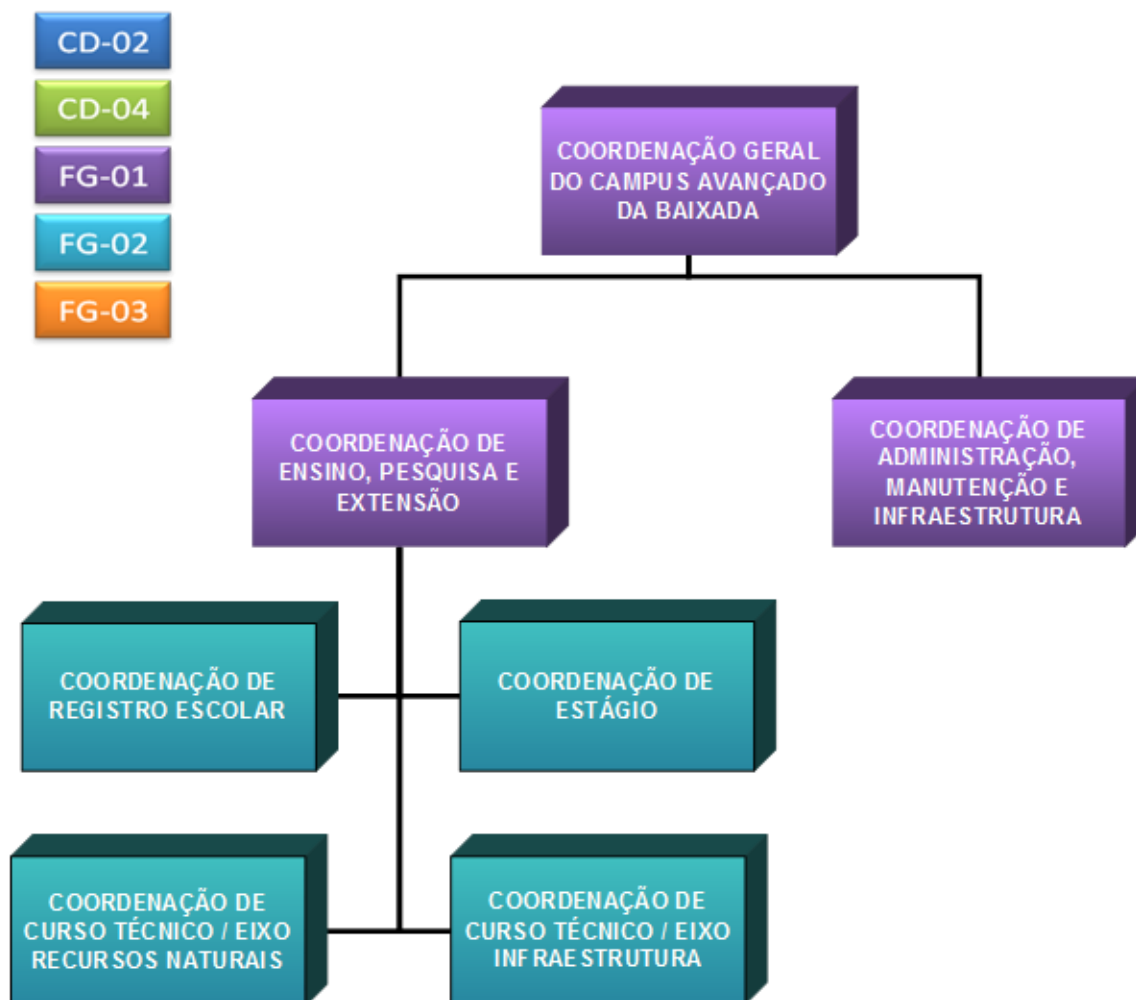 CD-02
CD-04
FG-01
FG-02
FG-03
COORDENAÇÃO GERAL
DO CAMPUS AVANÇADO
DA BAIXADA
COORDENAÇÃO DE
ENSINO, PESQUISA E
EXTENSÃO
COORDENAÇÃO DE
ADMINISTRAÇÃO,
MANUTENÇÃO E
INFRAESTRUTURA
COORDENAÇÃO DE
REGISTRO ESCOLAR
COORDENAÇÃO DE
ESTÁGIO
COORDENAÇÃO DE
CURSO TÉCNICO / EIXO
RECURSOS NATURAIS
COORDENAÇÃO DE
CURSO TÉCNICO / EIXO
INFRAESTRUTURA